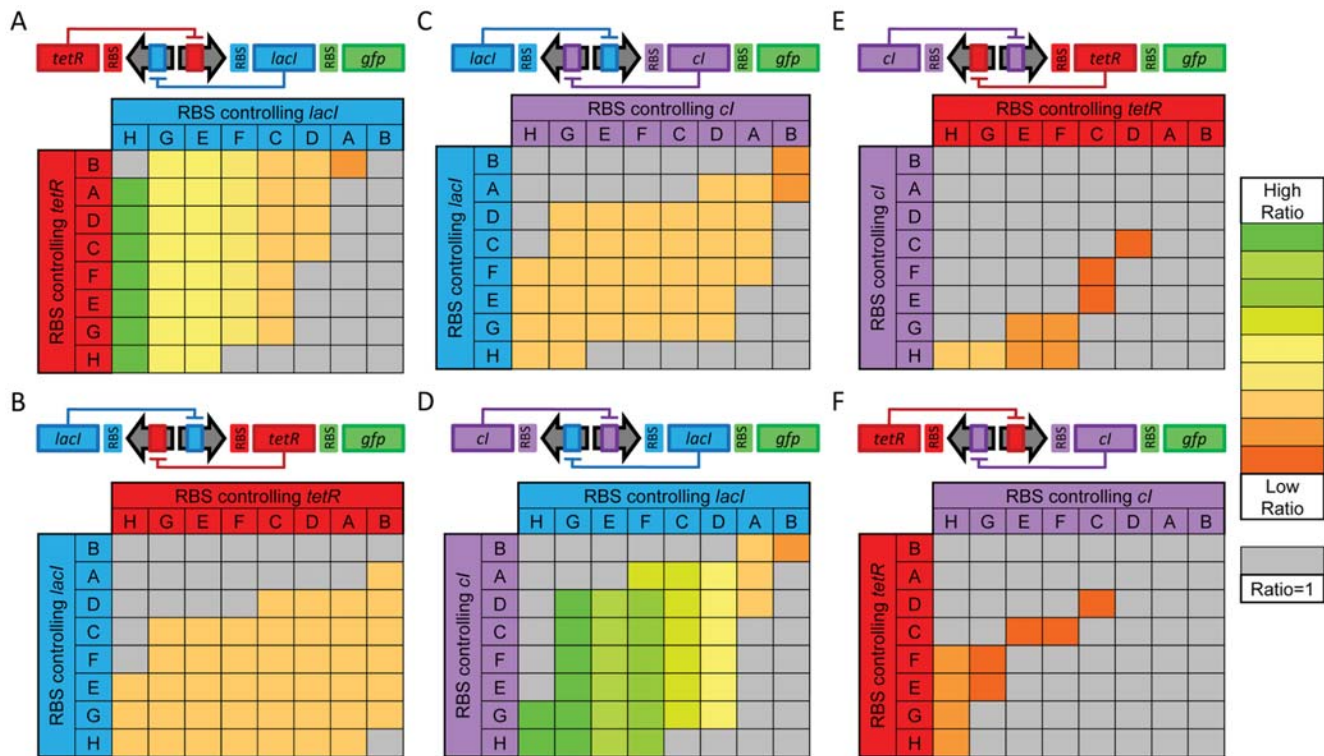 A
tetR RBS RBS lacI RBS gfp
RBS controlling lacI
H G E F C D A B
RBS controlling tetR
B
A
D
C
F
E
G
H
C
lacI RBS RBS cI RBS gfp
RBS controlling cI
H G E F C D A B
RBS controlling lacI
B
A
D
C
F
E
G
H
E
cI RBS RBS tetR RBS gfp
RBS controlling tetR
H G E F C D A B
RBS controlling cI
B
A
D
C
F
E
G
H
High
Ratio
Low
Ratio
Ratio=1
B
lacI RBS RBS tetR RBS gfp
RBS controlling tetR
H G E F C D A B
RBS controlling lacI
B
A
D
C
F
E
G
H
D
cI RBS RBS lacI RBS gfp
RBS controlling lacI
H G E F C D A B
RBS controlling cI
B
A
D
C
F
E
G
H
F
tetR RBS RBS cI RBS gfp
RBS controlling cI
H G E F C D A B
RBS controlling tetR
B
A
D
C
F
E
G
H